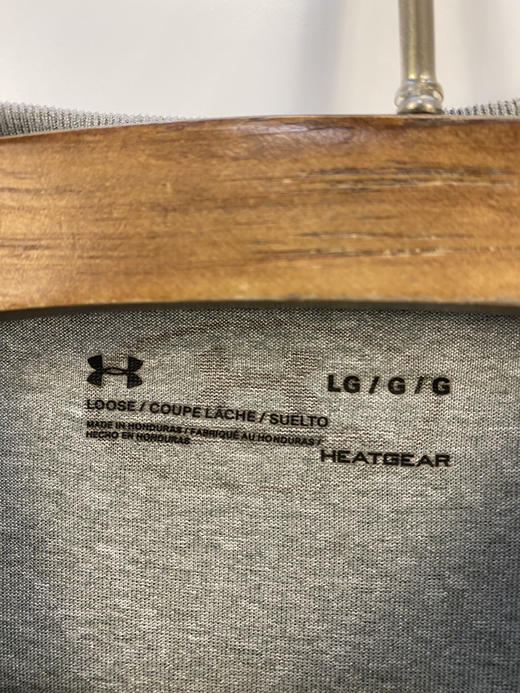 LG / G / G
LOOSE / COUPE LÂCHE / SUELTO
MADE IN HONDURAS / FABRIQUÉ AU HONDURAS /
HECHO EN HONDURAS
HEATGEAR